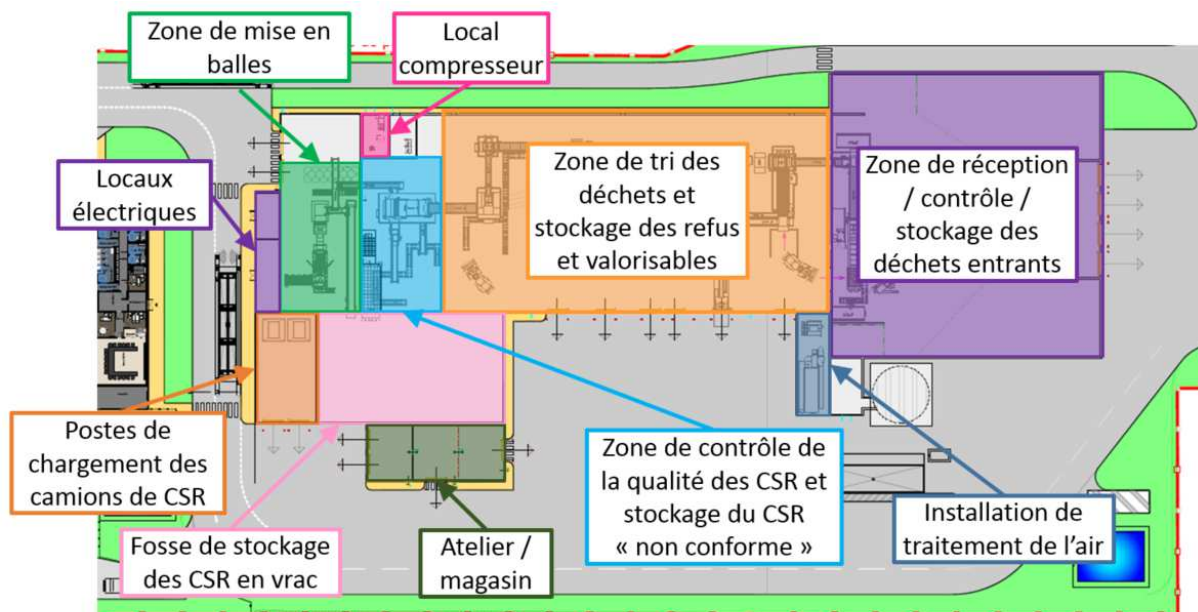 Zone de mise en
balles
Local
compresseur
Locaux
électriques
Zone de tri des
déchets et
stockage des refus
et valorisables
Zone de réception
/ contrôle /
stockage des
déchets entrants
Postes de
chargement des
camions de CSR
Fosse de stockage
des CSR en vrac
Atelier /
magasin
Zone de contrôle de
la qualité des CSR et
stockage du CSR
« non conforme »
Installation de
traitement de l’air